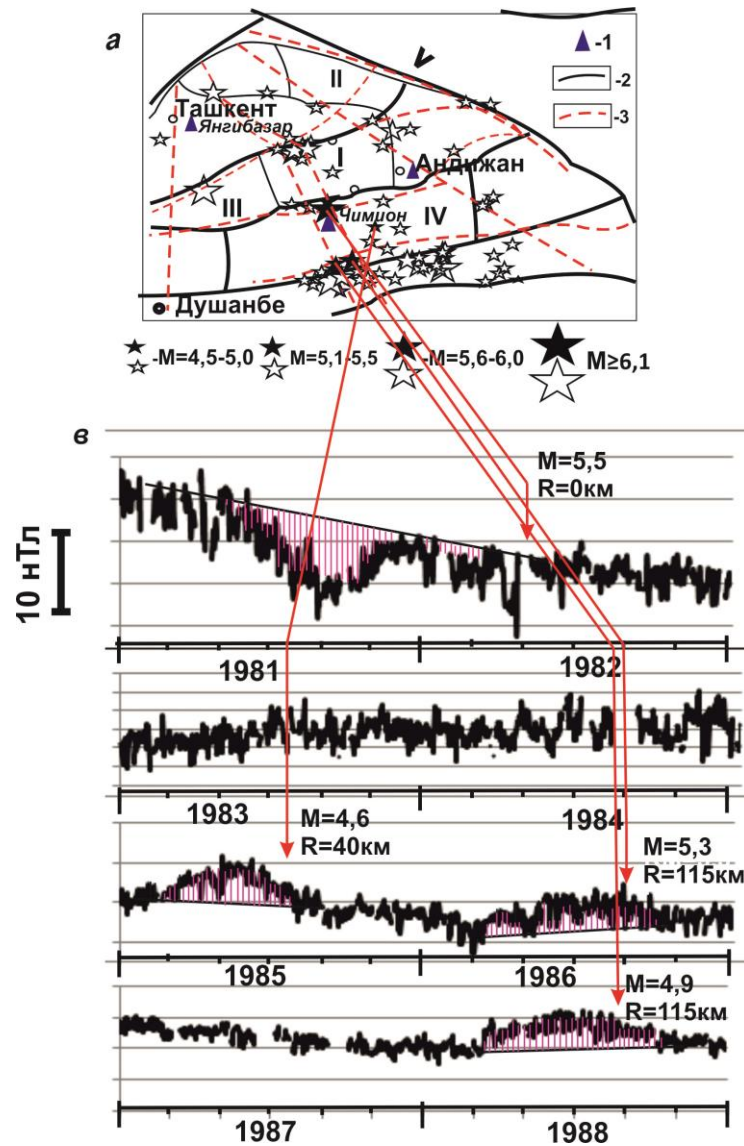 а
-1
-2
-3
V
II
Ташкент
Янгибазар
I
Андижан
III
Чимион
IV
Душанбе
-М=4,5-5,0
М=5,1-5,5
-М=5,6-6,0
М≥6,1
в
М=5,5
R=0км
10 нТл
1981
1982
1983
1984
М=4,6
R=40км
М=5,3
R=115км
1985
1986
М=4,9
R=115км
1987
1988